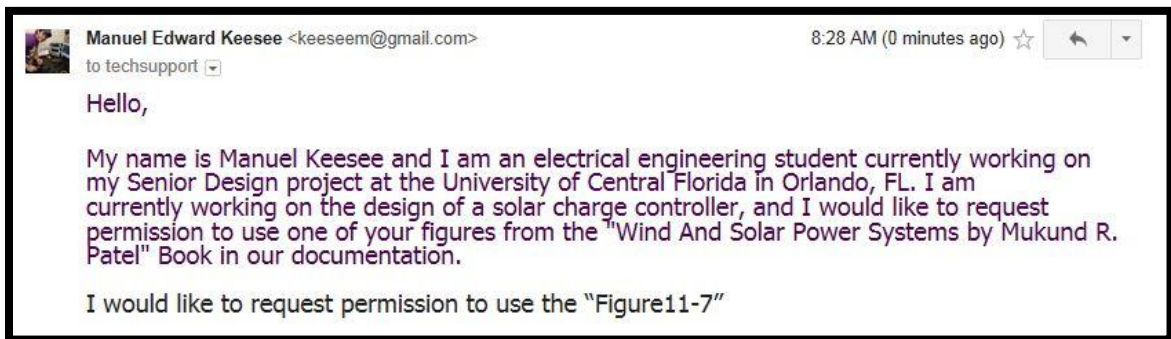 Manuel Edward Keesee <keeseem@gmail.com> 8:28 AM (0 minutes ago)
to techsupport
Hello,
My name is Manuel Keesee and I am an electrical engineering student currently working on
my Senior Design project at the University of Central Florida in Orlando, FL. I am
currently working on the design of a solar charge controller, and I would like to request
permission to use one of your figures from the "Wind And Solar Power Systems by Mukund R.
Patel" Book in our documentation.
I would like to request permission to use the “Figure11-7”